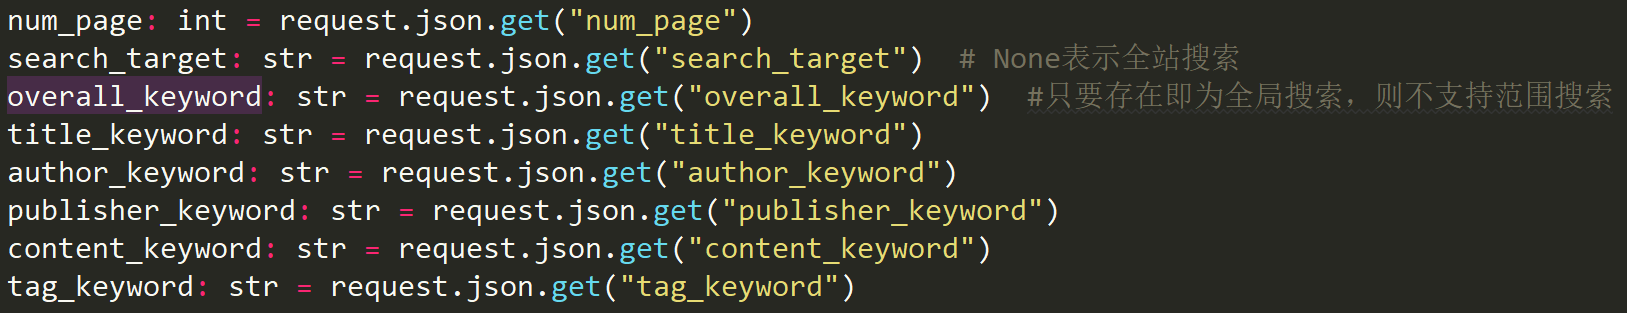 num_page: int = request.json.get("num_page")
search_target: str = request.json.get("search_target")  # None表示全站搜索
overall_keyword: str = request.json.get("overall_keyword")  #只要存在即为全局搜索，则不支持范围搜索
title_keyword: str = request.json.get("title_keyword")
author_keyword: str = request.json.get("author_keyword")
publisher_keyword: str = request.json.get("publisher_keyword")
content_keyword: str = request.json.get("content_keyword")
tag_keyword: str = request.json.get("tag_keyword")